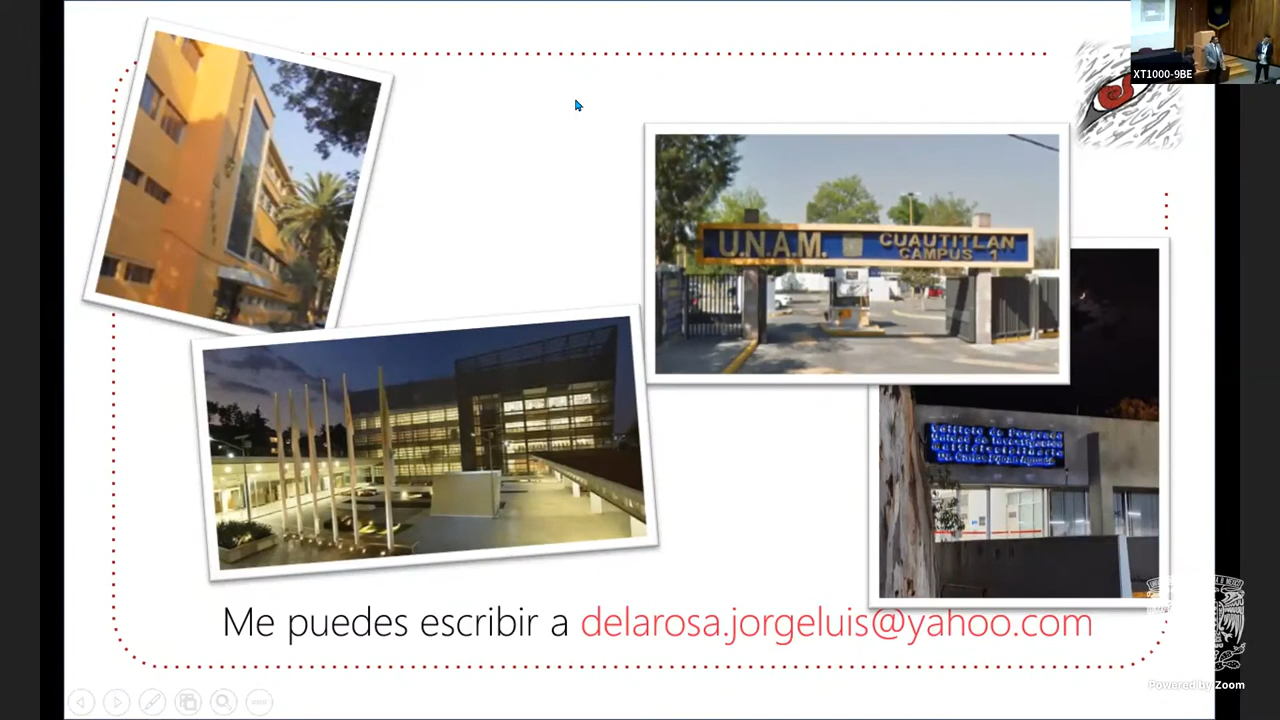 XT1000-9BE
U.N.A.M.
CUAUTITLAN
CAMPUS 1
Me puedes escribir a delarosa.jorgeluis@yahoo.com
Powered by Zoom